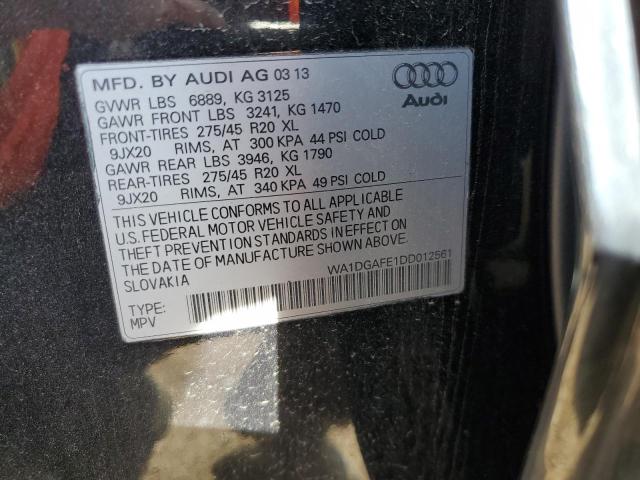 MFD. BY AUDI AG 03 13
GVWR LBS 6889, KG 3125
GAWR FRONT LBS 3241, KG 1470
FRONT-TIRES 275/45 R20 XL
9JX20 RIMS, AT 300 KPA 44 PSI COLD
GAWR REAR LBS 3946, KG 1790
REAR-TIRES 275/45 R20 XL
9JX20 RIMS, AT 340 KPA 49 PSI COLD
THIS VEHICLE CONFORMS TO ALL APPLICABLE
U.S. FEDERAL MOTOR VEHICLE SAFETY AND
THEFT PREVENTION STANDARDS IN EFFECT ON
THE DATE OF MANUFACTURE SHOWN ABOVE.
SLOVAKIA
WA1DGAFE1DD012561
TYPE:
MPV
Audi